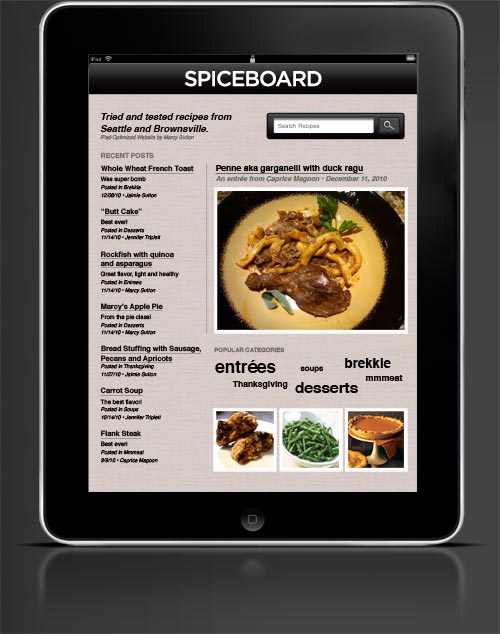 iPad
SPICEBOARD
Tried and tested recipes from
Seattle and Brownsville.
iPad-Optimized Website by Marcy Sutton
Search Recipes
RECENT POSTS
Whole Wheat French Toast
Was super bomb
Posted in Brekkie
12/28/10 • Jaimie Sutton
"Butt Cake"
Best ever!
Posted in Desserts
11/14/10 • Jennifer Triplett
Rockfish with quinoa
and asparagus
Great flavor, light and healthy
Posted in Entrees
11/14/10 • Marcy Sutton
Marcy's Apple Pie
From the pie class!
Posted in Desserts
11/14/10 • Marcy Sutton
Bread Stuffing with Sausage,
Pecans and Apricots
Posted in Thanksgiving
11/27/10 • Jaimie Sutton
Carrot Soup
The best flavor!
Posted in Soups
10/14/10 • Jennifer Triplett
Flank Steak
Best ever!
Posted in Mmmeat
9/9/10 • Caprice Magoon
Penne aka garganelli with duck ragu
An entrée from Caprice Magoon • December 11, 2010
POPULAR CATEGORIES
entrées
soups
brekkie
Thanksgiving
desserts
mmmeat